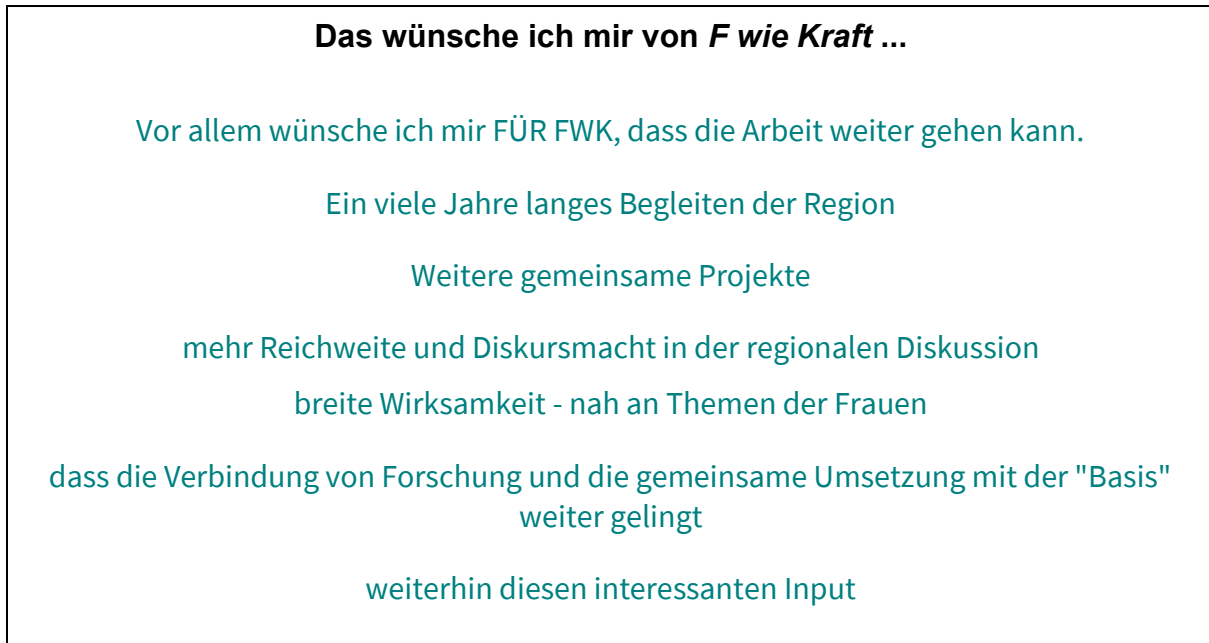 Das wünsche ich mir von F wie Kraft ...
Vor allem wünsche ich mir FÜR FWK, dass die Arbeit weiter gehen kann.
Ein viele Jahre langes Begleiten der Region
Weitere gemeinsame Projekte
mehr Reichweite und Diskursmacht in der regionalen Diskussion
breite Wirksamkeit - nah an Themen der Frauen
dass die Verbindung von Forschung und die gemeinsame Umsetzung mit der "Basis"
weiter gelingt
weiterhin diesen interessanten Input